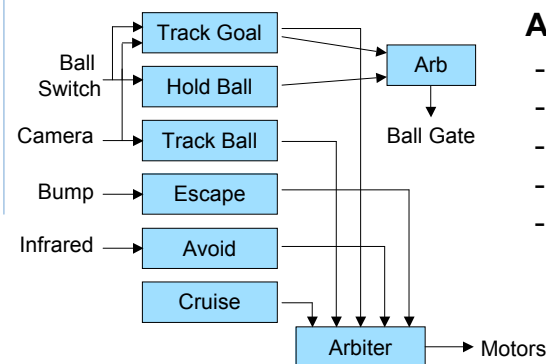 Track Goal
A
Ball
Switch
Hold Ball
Arb
-
-
Camera
Track Ball
Ball Gate
-
Bump
Escape
-
-
Infrared
Avoid
Cruise
Arbiter
Motors